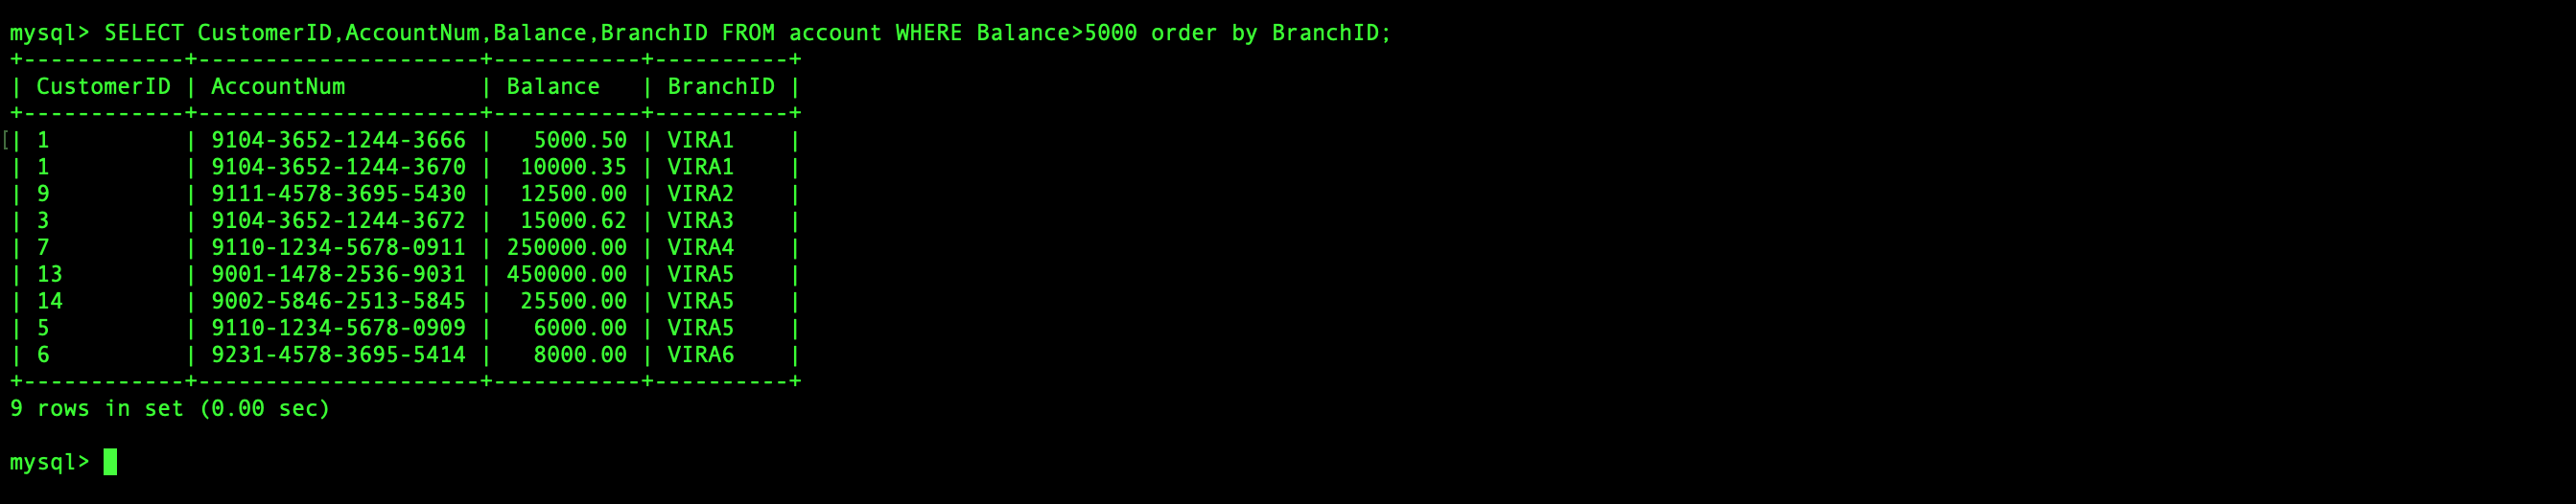 mysql> SELECT CustomerID,AccountNum,Balance,BranchID FROM account WHERE Balance>5000 order by BranchID;
+------------+---------------------+-----------+----------+
| CustomerID | AccountNum          | Balance   | BranchID |
+------------+---------------------+-----------+----------+
[| 1          | 9104-3652-1244-3666 |   5000.50 | VIRA1    |
| 1          | 9104-3652-1244-3670 |  10000.35 | VIRA1    |
| 9          | 9111-4578-3695-5430 |  12500.00 | VIRA2    |
| 3          | 9104-3652-1244-3672 |  15000.62 | VIRA3    |
| 7          | 9110-1234-5678-0911 | 250000.00 | VIRA4    |
| 13         | 9001-1478-2536-9031 | 450000.00 | VIRA5    |
| 14         | 9002-5846-2513-5845 |  25500.00 | VIRA5    |
| 5          | 9110-1234-5678-0909 |   6000.00 | VIRA5    |
| 6          | 9231-4578-3695-5414 |   8000.00 | VIRA6    |
+------------+---------------------+-----------+----------+
9 rows in set (0.00 sec)
mysql>